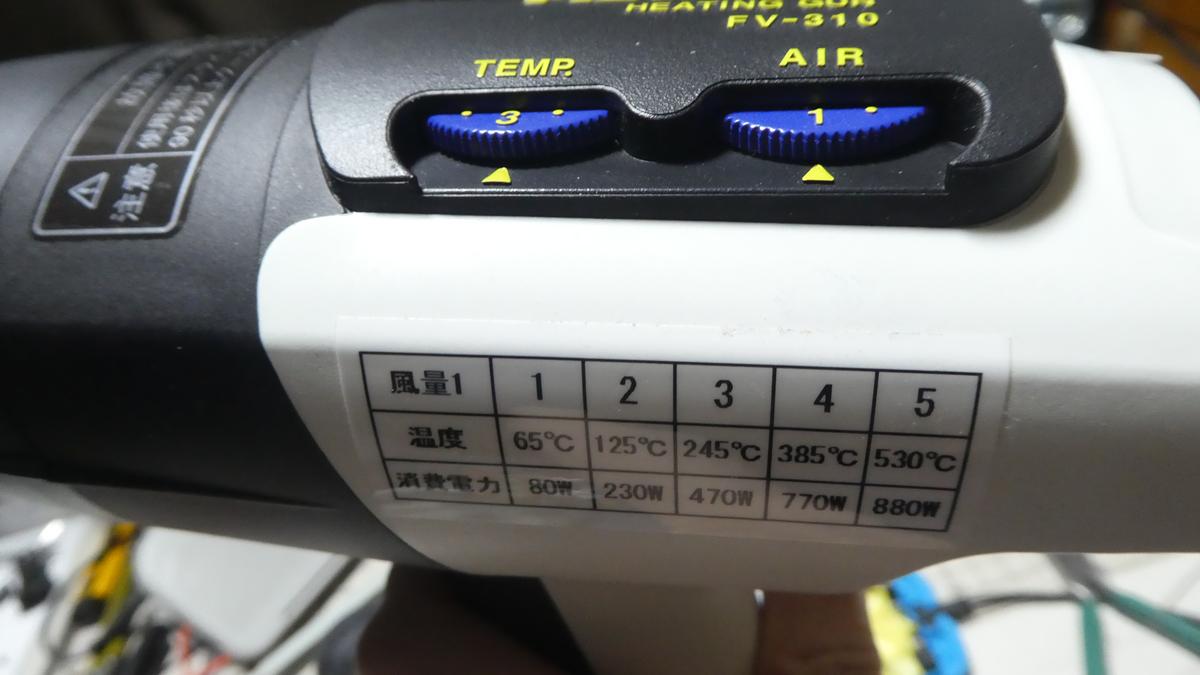 HEATING GUN
FV-310
TEMP.
AIR
3
1
注意
風量1 1 2 3 4 5
温度 65℃ 125℃ 245℃ 385℃ 530℃
消費電力 80W 230W 470W 770W 880W